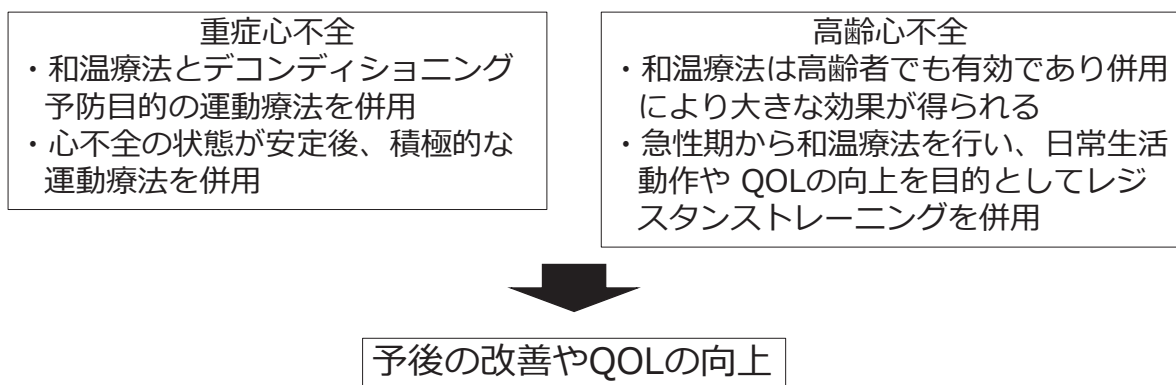 重症心不全
・和温療法とデコンディショニング
予防目的の運動療法を併用
・心不全の状態が安定後、積極的な
運動療法を併用
高齢心不全
・和温療法は高齢者でも有効であり併用
により大きな効果が得られる
・急性期から和温療法を行い、日常生活
動作や QOLの向上を目的としてレジ
スタンストレーニングを併用
予後の改善やQOLの向上